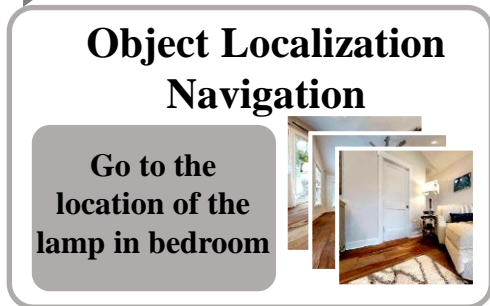 Object Localization
Navigation
Go to the
location of the
lamp in bedroom